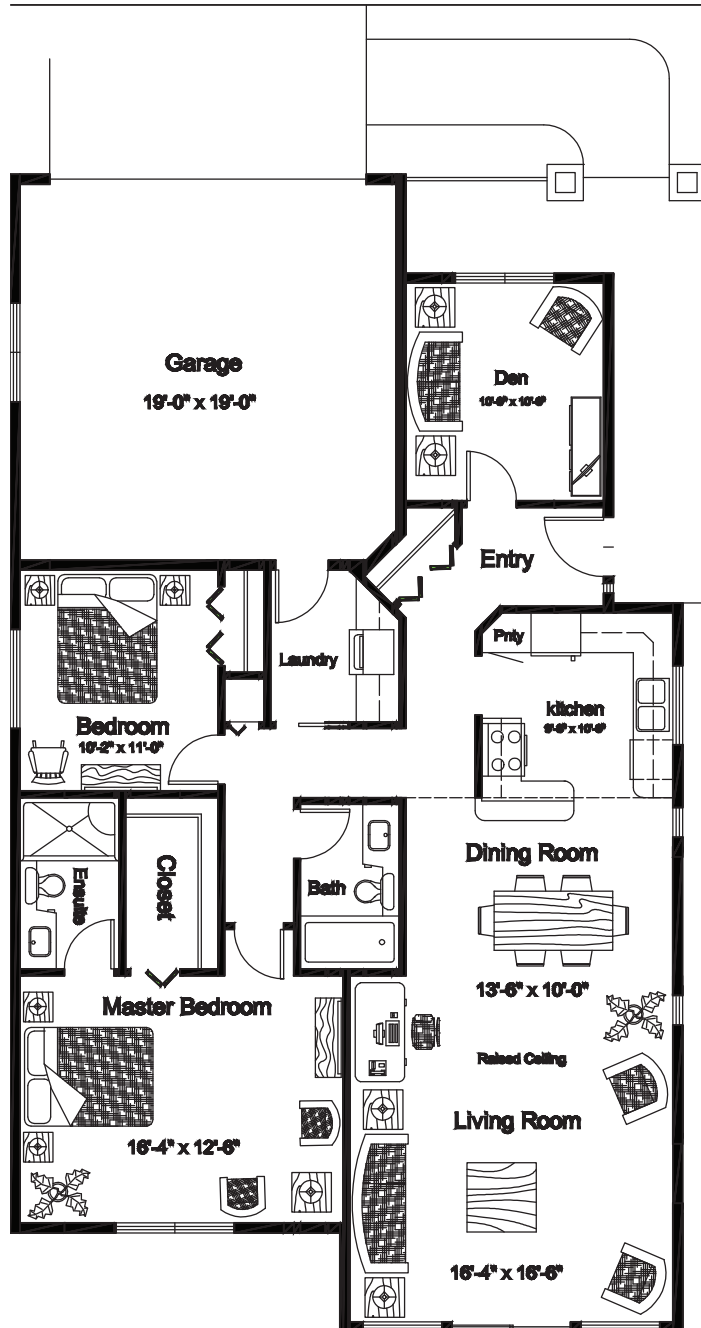 Garage
19'-0" x 19'-0"
Den
Entry
Pnty
Laundry
kitchen
Bedroom
10'-2" x 11'-0"
Ensuite
Closet
Bath
Dining Room
13'-6" x 10'-0"
Master Bedroom
16'-4" x 12'-6"
Raised Ceiling
Living Room
16'-4" x 16'-6"